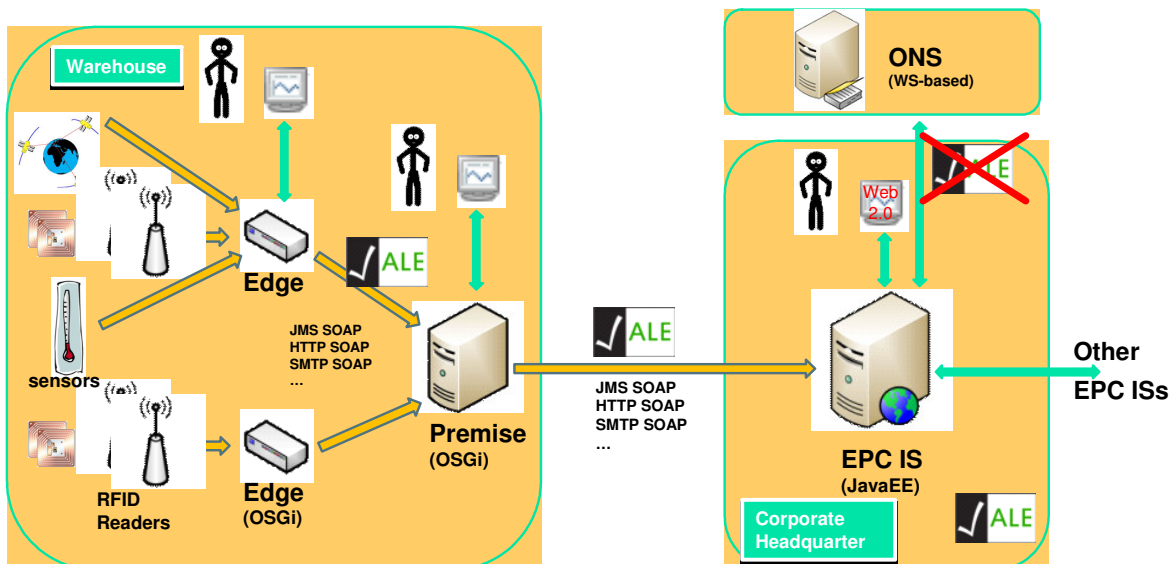 Warehouse
Edge
ALE
JMS SOAP
HTTP SOAP
SMTP SOAP
...
sensors
RFID
Readers
Edge
(OSGi)
Premise
(OSGi)
ALE
JMS SOAP
HTTP SOAP
SMTP SOAP
...
ONS
(WS-based)
ALE
Web
2.0
EPC IS
(JavaEE)
Other
EPC ISs
Corporate
Headquarter
ALE